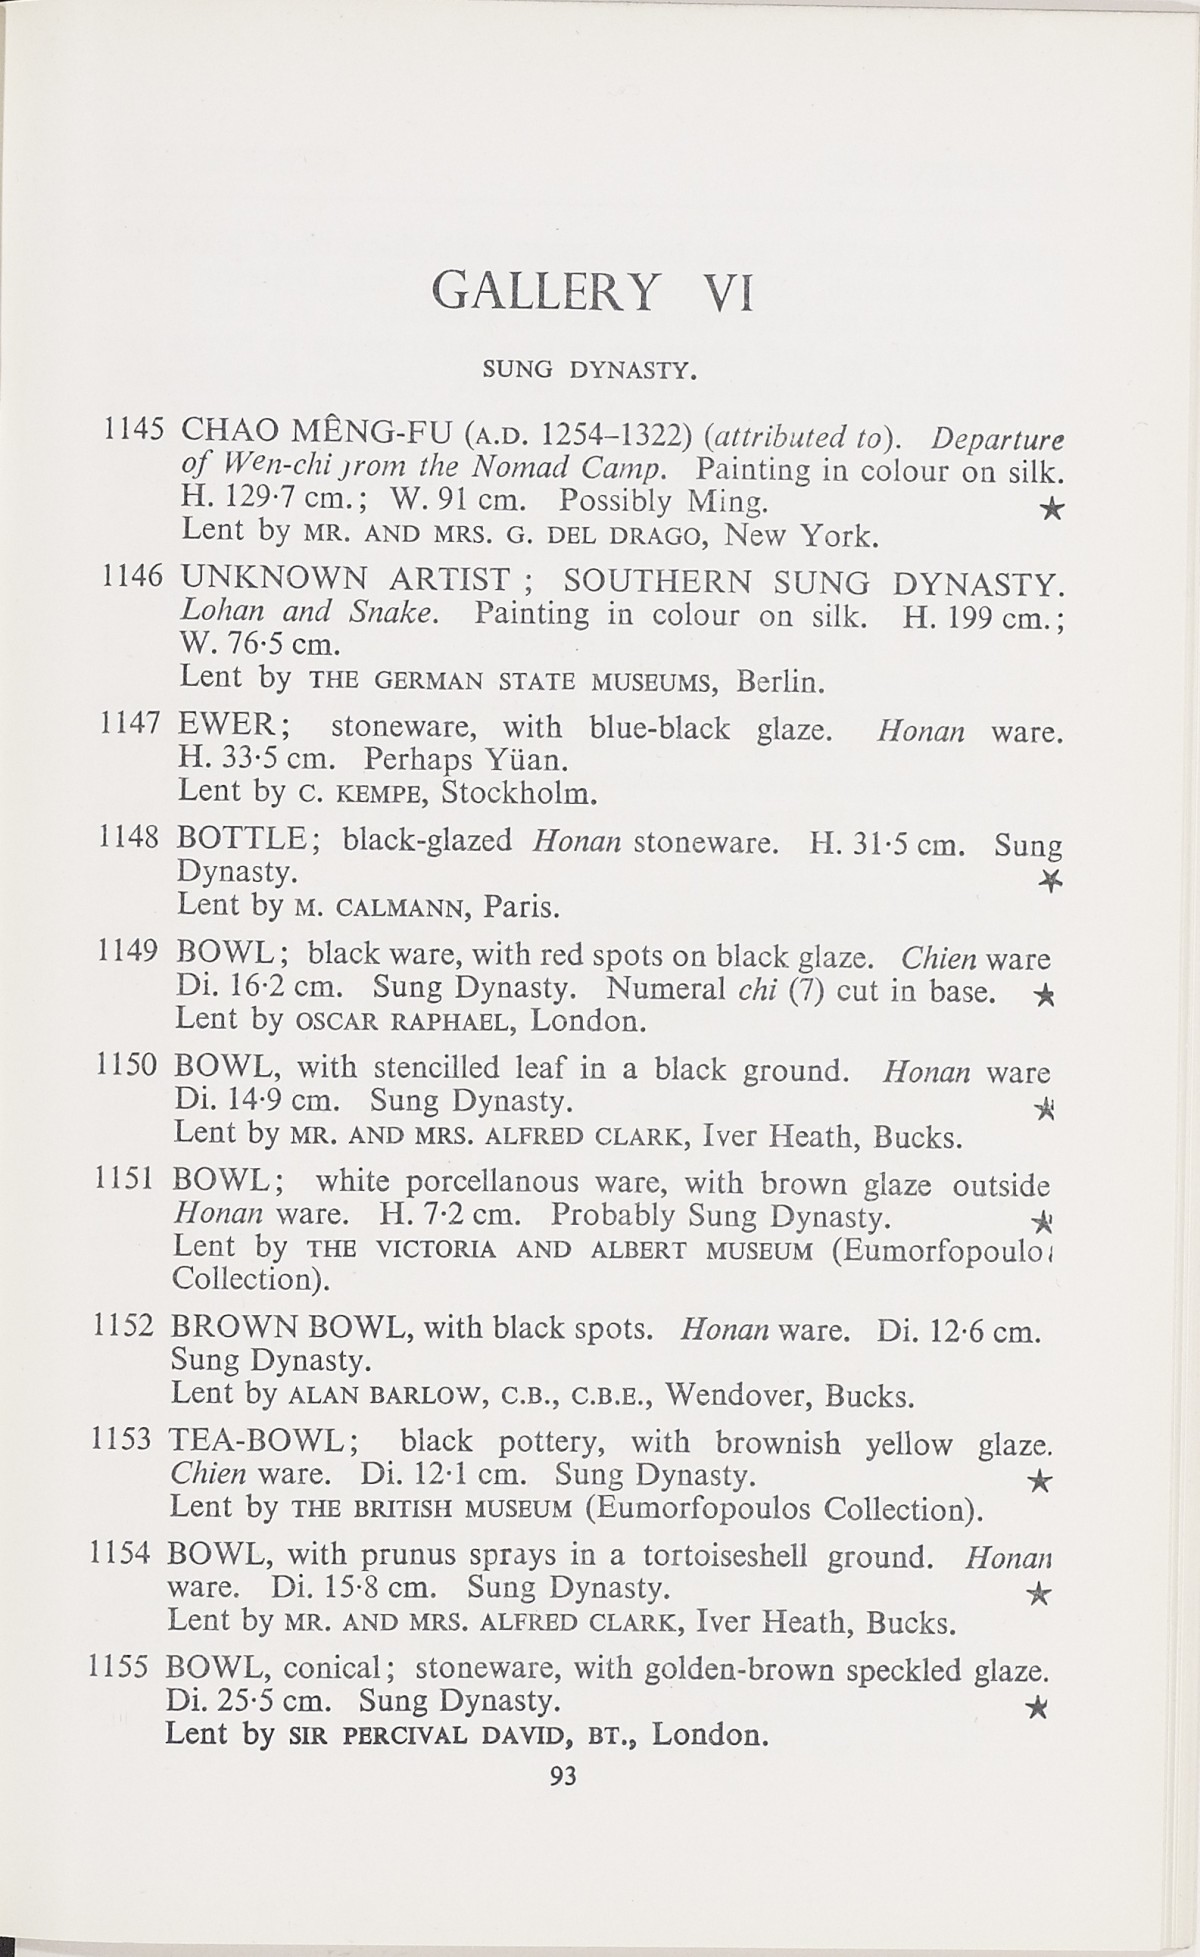 GALLERY VI
SUNG DYNASTY.
1145 CHAO MÊNG-FU (A.D. 1254–1322) (attributed to). Departure
of Wen-chi from the Nomad Camp. Painting in colour on silk.
H. 129·7 cm.; W. 91 cm. Possibly Ming. ★
Lent by MR. AND MRS. G. DEL DRAGO, New York.
1146 UNKNOWN ARTIST ; SOUTHERN SUNG DYNASTY.
Lohan and Snake. Painting in colour on silk. H. 199 cm.;
W. 76·5 cm.
Lent by THE GERMAN STATE MUSEUMS, Berlin.
1147 EWER; stoneware, with blue-black glaze. Honan ware.
H. 33·5 cm. Perhaps Yüan.
Lent by C. KEMPE, Stockholm.
1148 BOTTLE; black-glazed Honan stoneware. H. 31·5 cm. Sung
Dynasty. ★
Lent by M. CALMANN, Paris.
1149 BOWL; black ware, with red spots on black glaze. Chien ware
Di. 16·2 cm. Sung Dynasty. Numeral chi (7) cut in base. ★
Lent by OSCAR RAPHAEL, London.
1150 BOWL, with stencilled leaf in a black ground. Honan ware
Di. 14·9 cm. Sung Dynasty. ★
Lent by MR. AND MRS. ALFRED CLARK, Iver Heath, Bucks.
1151 BOWL; white porcellanous ware, with brown glaze outside
Honan ware. H. 7·2 cm. Probably Sung Dynasty. ★
Lent by THE VICTORIA AND ALBERT MUSEUM (Eumorfopoulos
Collection).
1152 BROWN BOWL, with black spots. Honan ware. Di. 12·6 cm.
Sung Dynasty.
Lent by ALAN BARLOW, C.B., C.B.E., Wendover, Bucks.
1153 TEA-BOWL; black pottery, with brownish yellow glaze.
Chien ware. Di. 12·1 cm. Sung Dynasty. ★
Lent by THE BRITISH MUSEUM (Eumorfopoulos Collection).
1154 BOWL, with prunus sprays in a tortoiseshell ground. Honan
ware. Di. 15·8 cm. Sung Dynasty. ★
Lent by MR. AND MRS. ALFRED CLARK, Iver Heath, Bucks.
1155 BOWL, conical; stoneware, with golden-brown speckled glaze.
Di. 25·5 cm. Sung Dynasty. ★
Lent by SIR PERCIVAL DAVID, BT., London.
93